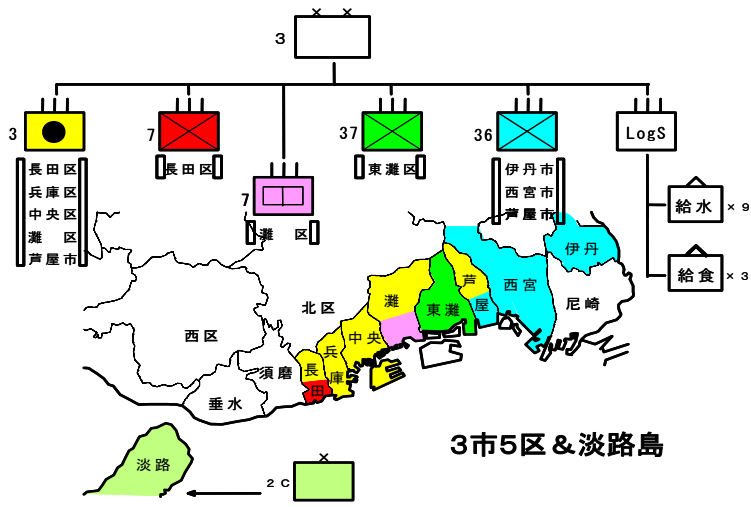 3
3
長田区
兵庫区
中央区
灘 区
芦屋市
7
長田区
7
灘 区
37
東灘区
36
伊丹市
西宮市
芦屋市
LogS
給水 ×9
給食 ×3
伊丹
西宮
尼崎
芦
屋
東灘
灘
中央
兵
庫
長
田
北区
西区
須磨
垂水
淡路
3市5区&淡路島
2C